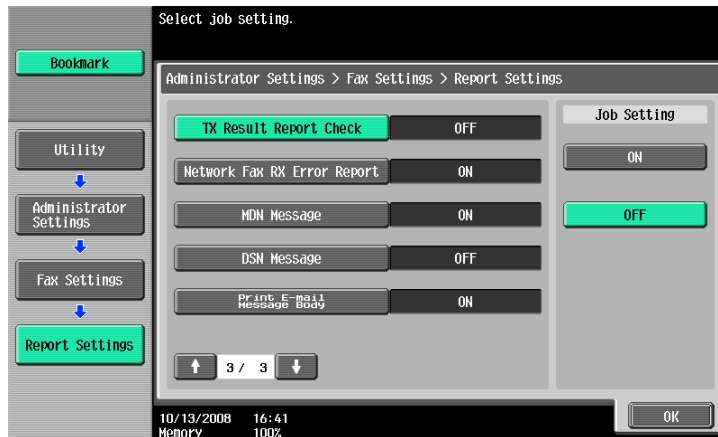 Select job setting.
Bookmark
Administrator Settings > Fax Settings > Report Settings
Utility
Administrator
Settings
Fax Settings
Report Settings
TX Result Report Check OFF
Network Fax RX Error Report ON
MDN Message ON
DSN Message OFF
Print E-mail
Message Body ON
3/ 3
Job Setting
ON
OFF
10/13/2008 16:41
Memory 100%
OK